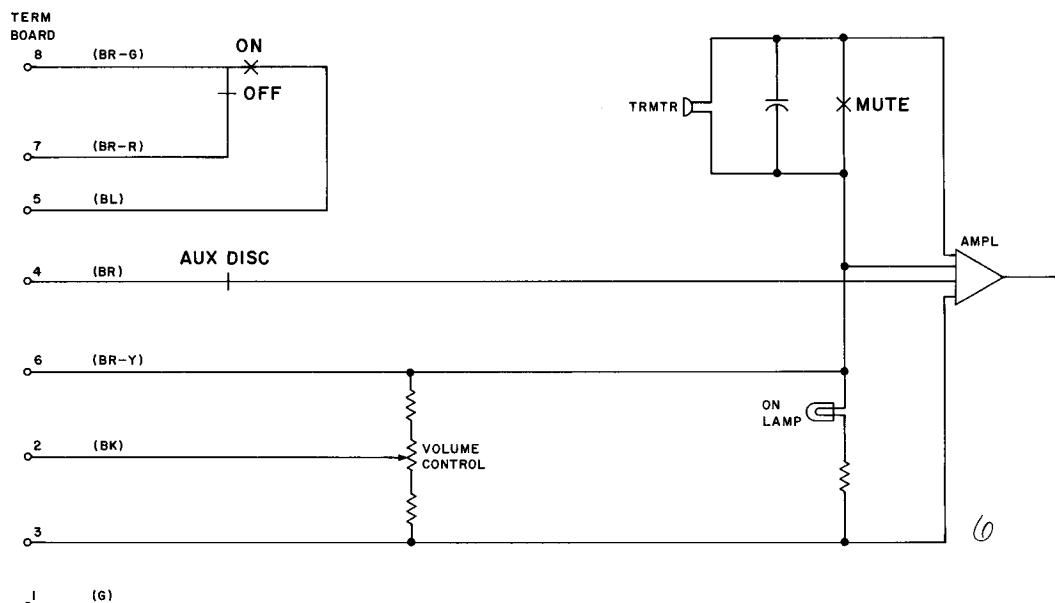 TERM
BOARD
8 (BR-G)
ON
OFF
7 (BR-R)
5 (BL)
4 (BR)
AUX DISC
6 (BR-Y)
2 (BK)
VOLUME
CONTROL
3
1 (G)
TRMTR
MUTE
AMPL
ON
LAMP
6